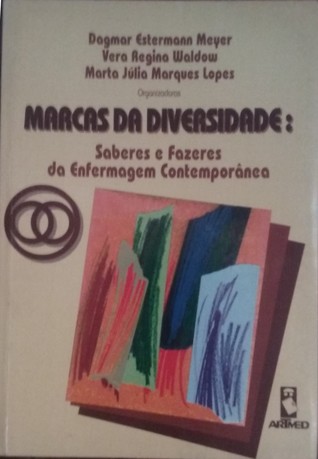 Dagmar Estermann Meyer
Vera Regina Waldow
Marta Júlia Marques Lopes
Organizadoras
MARCAS DA DIVERSIDADE:
Saberes e Fazeres
da Enfermagem Contemporânea
ARTMED